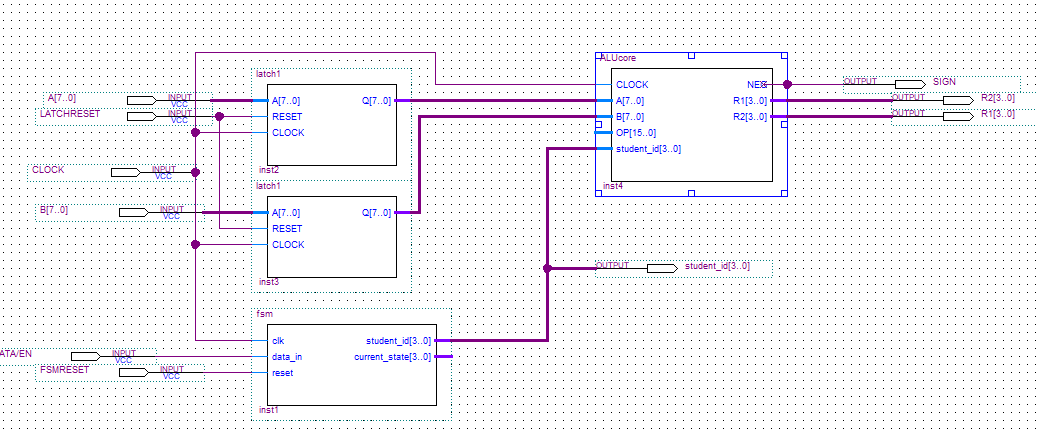 latch1
A[7..0] INPUT VCC
LATCHRESET INPUT VCC
A[7..0] Q[7..0]
RESET
CLOCK
inst2
CLOCK INPUT VCC
latch1
B[7..0] INPUT VCC
A[7..0] Q[7..0]
RESET
CLOCK
inst3
fsm
clk student_id[3..0]
data_in current_state[3..0]
reset
inst1
ATA/EN INPUT VCC
FSMRESET INPUT VCC
ALUcore
CLOCK
A[7..0] R1[3..0]
B[7..0] R2[3..0]
OP[15..0]
student_id[3..0]
inst4
OUTPUT SIGN
OUTPUT R2[3..0]
OUTPUT R1[3..0]
OUTPUT student_id[3..0]